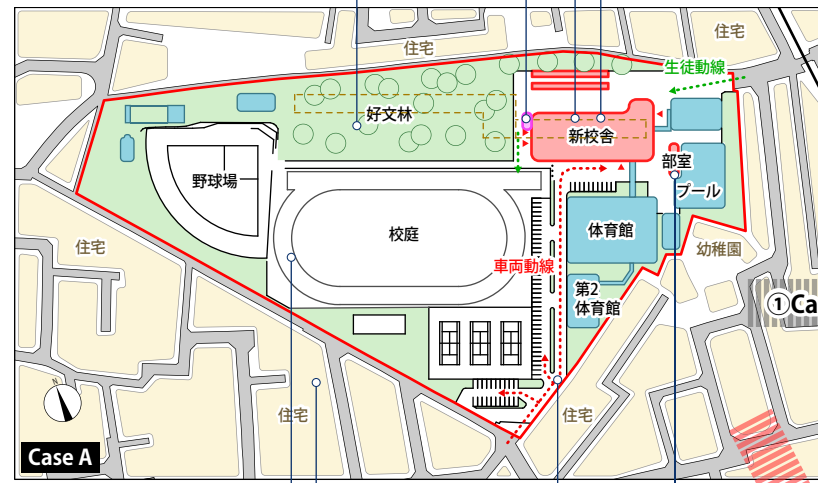 住宅
住宅
生徒動線
好文林
新校舎
部室
プール
野球場
校庭
体育館
住宅
幼稚園
車両動線
第2
体育館
①Ca
N
住宅
住宅
Case A